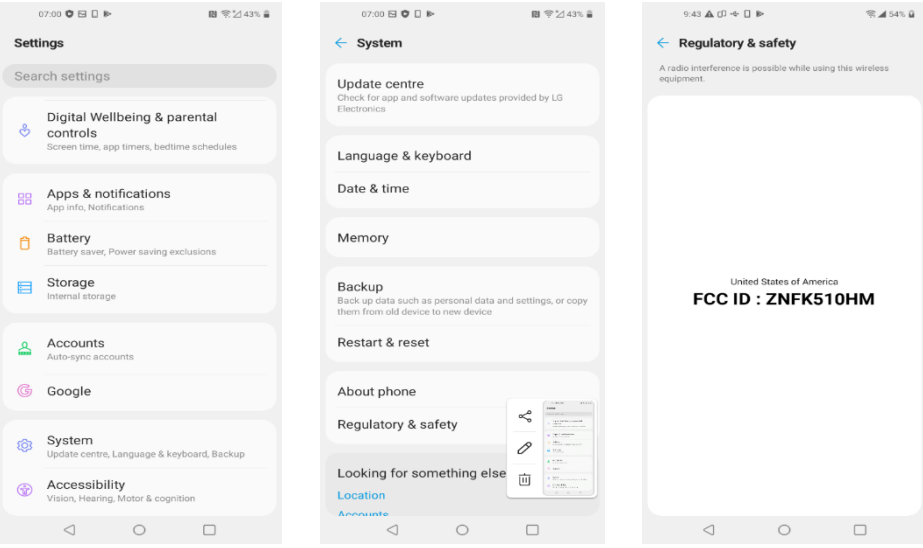 07:00
43%
Settings
Search settings
Digital Wellbeing & parental
controls
Screen time, app timers, bedtime schedules
Apps & notifications
App info, Notifications
Battery
Battery saver, Power saving exclusions
Storage
Internal storage
Accounts
Auto-sync accounts
Google
System
Update centre, Language & keyboard, Backup
Accessibility
Vision, Hearing, Motor & cognition
07:00
43%
System
Update centre
Check for app and software updates provided by LG
Electronics
Language & keyboard
Date & time
Memory
Backup
Back up data such as personal data and settings, or copy
them from old device to new device
Restart & reset
About phone
Regulatory & safety
Looking for something else
Location
Accounts
9:43
54%
Regulatory & safety
A radio interference is possible while using this wireless
equipment.
United States of America
FCC ID : ZNFK510HM